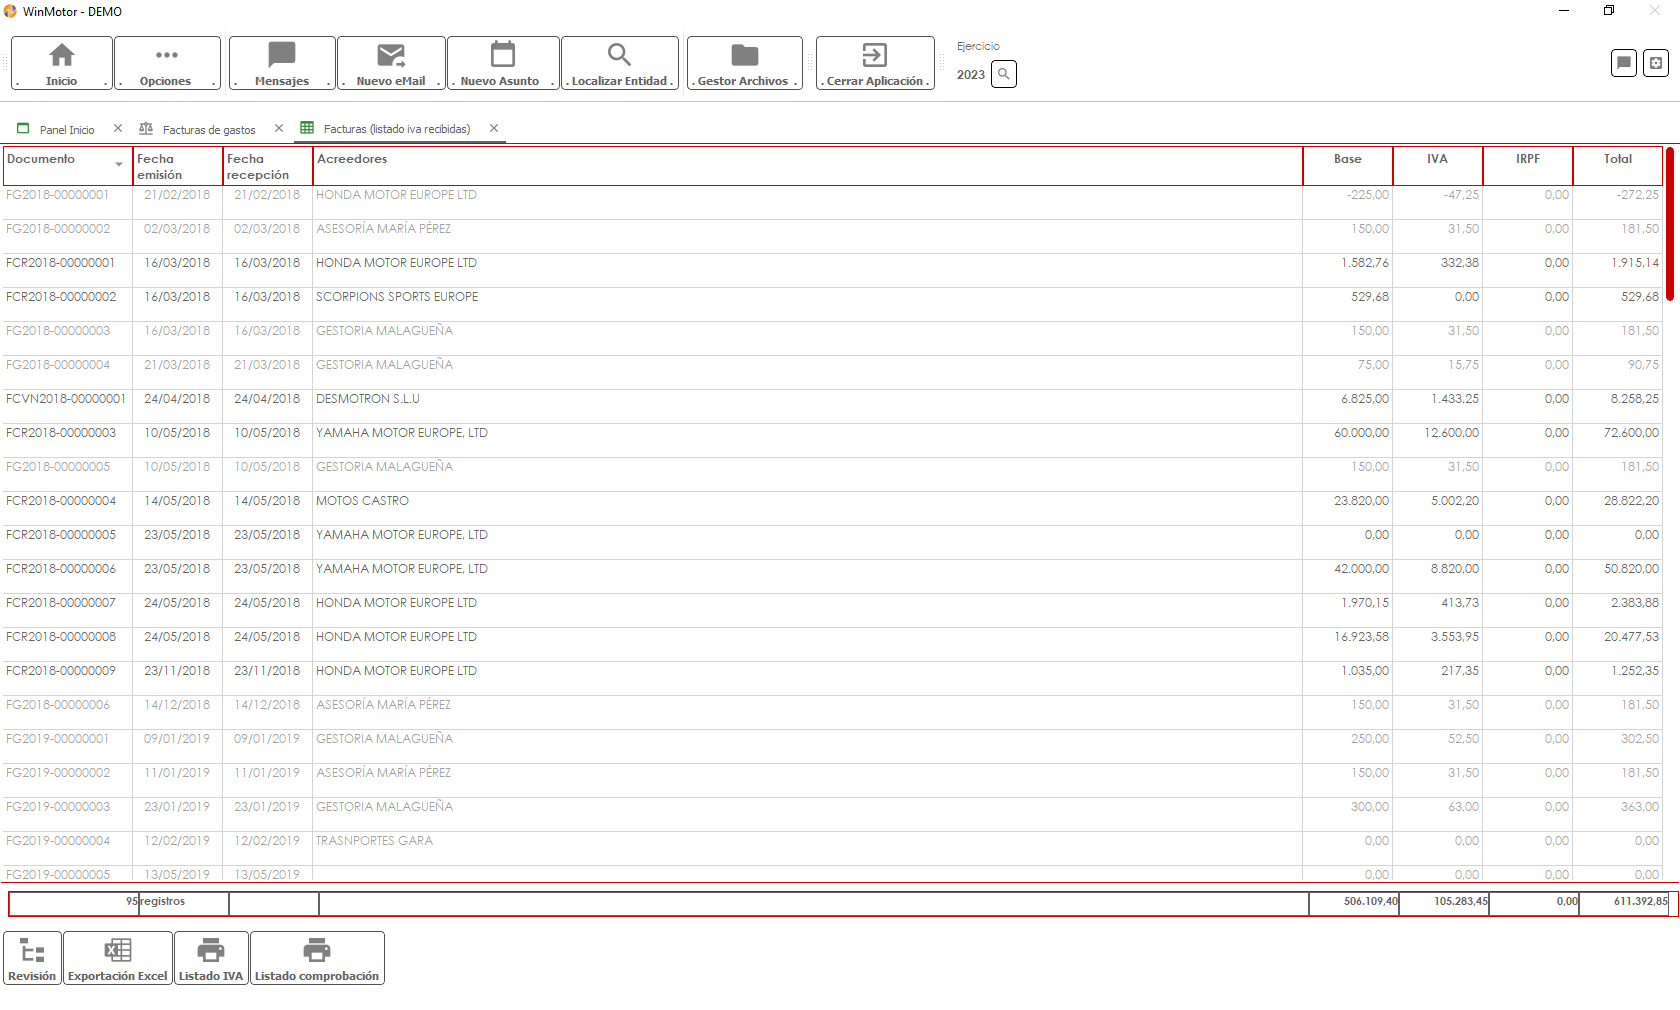 WinMotor - DEMO
. Inicio .
. Opciones .
. Mensajes .
. Nuevo eMail .
. Nuevo Asunto .
. Localizar Entidad .
. Gestor Archivos .
. Cerrar Aplicación .
Ejercicio
2023
Panel Inicio
Facturas de gastos
Facturas (listado iva recibidas)
Documento Fecha emisión Fecha recepción Acreedores Base IVA IRPF Total
FG2018-00000001 21/02/2018 21/02/2018 HONDA MOTOR EUROPE LTD -225,00 -47,25 0,00 -272,25
FG2018-00000002 02/03/2018 02/03/2018 ASESORÍA MARÍA PÉREZ 150,00 31,50 0,00 181,50
FCR2018-00000001 16/03/2018 16/03/2018 HONDA MOTOR EUROPE LTD 1.582,76 332,38 0,00 1.915,14
FCR2018-00000002 16/03/2018 16/03/2018 SCORPIONS SPORTS EUROPE 529,68 0,00 0,00 529,68
FG2018-00000003 16/03/2018 16/03/2018 GESTORIA MALAGUEÑA 150,00 31,50 0,00 181,50
FG2018-00000004 21/03/2018 21/03/2018 GESTORIA MALAGUEÑA 75,00 15,75 0,00 90,75
FCVN2018-00000001 24/04/2018 24/04/2018 DESMOTRON S.L.U 6.825,00 1.433,25 0,00 8.258,25
FCR2018-00000003 10/05/2018 10/05/2018 YAMAHA MOTOR EUROPE, LTD 60.000,00 12.600,00 0,00 72.600,00
FG2018-00000005 10/05/2018 10/05/2018 GESTORIA MALAGUEÑA 150,00 31,50 0,00 181,50
FCR2018-00000004 14/05/2018 14/05/2018 MOTOS CASTRO 23.820,00 5.002,20 0,00 28.822,20
FCR2018-00000005 23/05/2018 23/05/2018 YAMAHA MOTOR EUROPE, LTD 0,00 0,00 0,00 0,00
FCR2018-00000006 23/05/2018 23/05/2018 YAMAHA MOTOR EUROPE, LTD 42.000,00 8.820,00 0,00 50.820,00
FCR2018-00000007 24/05/2018 24/05/2018 HONDA MOTOR EUROPE LTD 1.970,15 413,73 0,00 2.383,88
FCR2018-00000008 24/05/2018 24/05/2018 HONDA MOTOR EUROPE LTD 16.923,58 3.553,95 0,00 20.477,53
FCR2018-00000009 23/11/2018 23/11/2018 HONDA MOTOR EUROPE LTD 1.035,00 217,35 0,00 1.252,35
FG2018-00000006 14/12/2018 14/12/2018 ASESORÍA MARÍA PÉREZ 150,00 31,50 0,00 181,50
FG2019-00000001 09/01/2019 09/01/2019 GESTORIA MALAGUEÑA 250,00 52,50 0,00 302,50
FG2019-00000002 11/01/2019 11/01/2019 ASESORÍA MARÍA PÉREZ 150,00 31,50 0,00 181,50
FG2019-00000003 23/01/2019 23/01/2019 GESTORIA MALAGUEÑA 300,00 63,00 0,00 363,00
FG2019-00000004 12/02/2019 12/02/2019 TRASNPORTES GARA 0,00 0,00 0,00 0,00
FG2019-00000005 13/05/2019 13/05/2019 0,00 0,00 0,00 0,00
95 registros 506.109,40 105.283,45 0,00 611.392,85
Revisión
Exportación Excel
Listado IVA
Listado comprobación